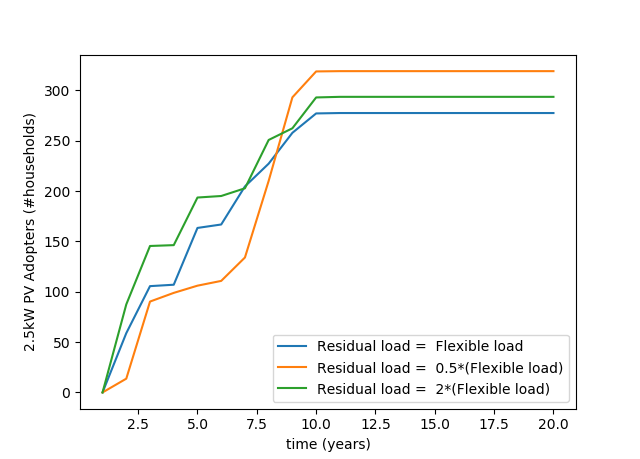 300
250
200
150
100
50
0
2.5kW PV Adopters (#households)
Residual load =  Flexible load
Residual load =  0.5*(Flexible load)
Residual load =  2*(Flexible load)
2.5 5.0 7.5 10.0 12.5 15.0 17.5 20.0
time (years)